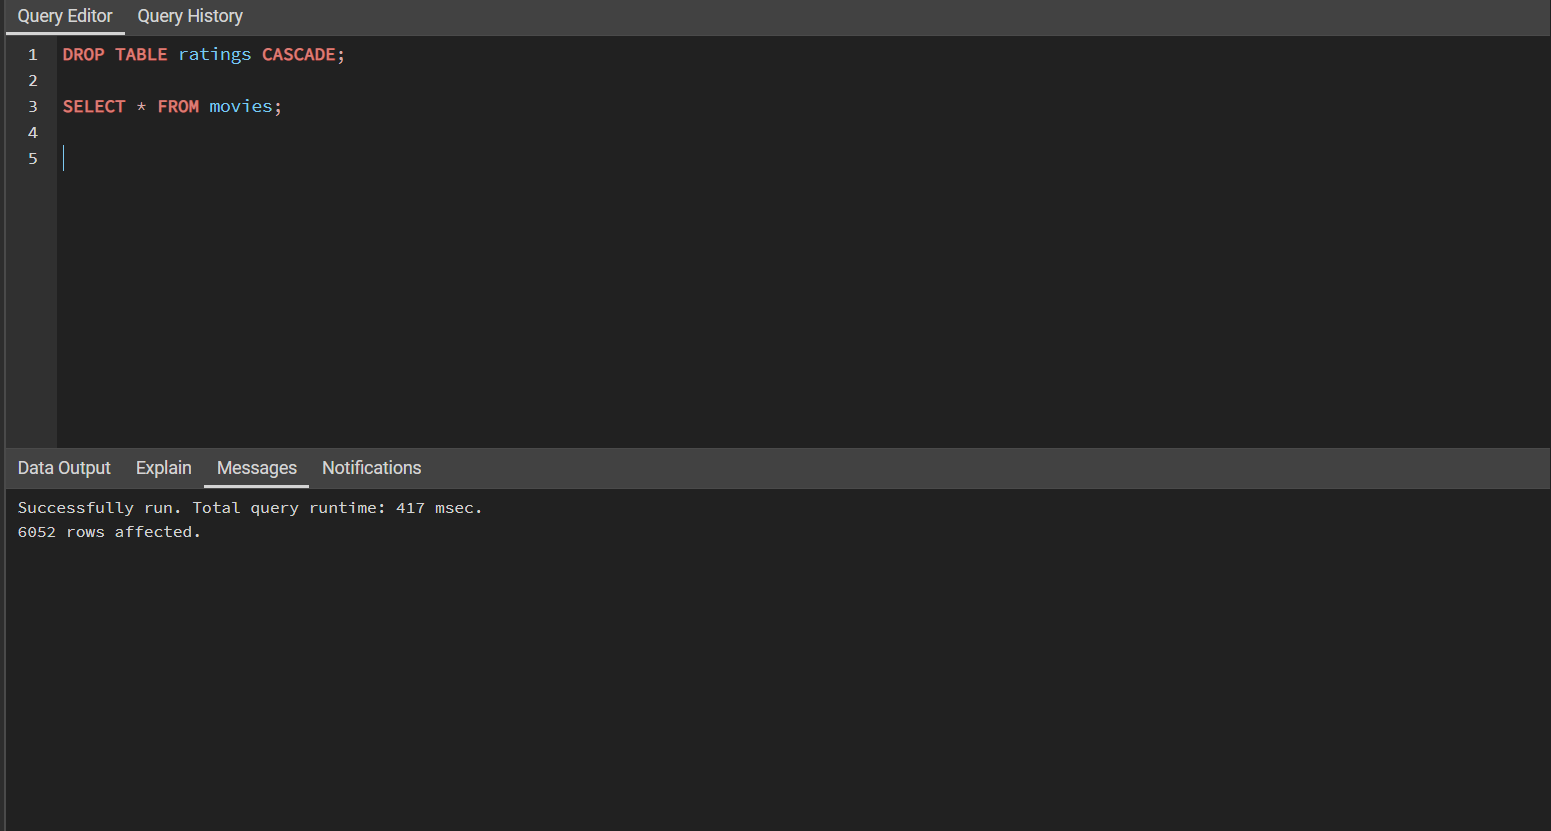 Query Editor Query History
1 DROP TABLE ratings CASCADE;
2
3 SELECT * FROM movies;
4
5
Data Output Explain Messages Notifications
Successfully run. Total query runtime: 417 msec.
6052 rows affected.